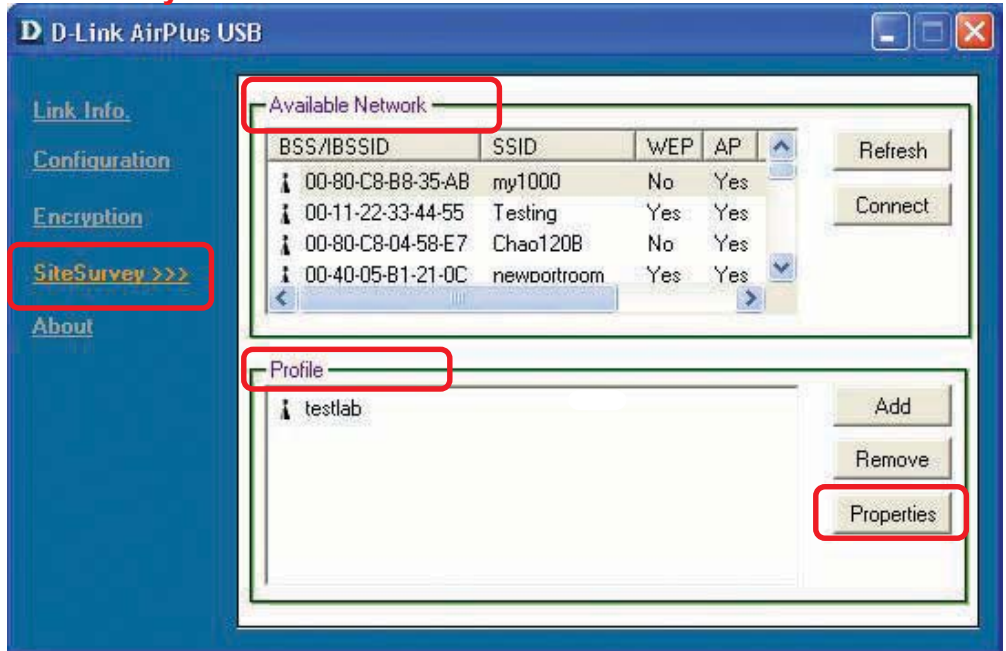 D-Link AirPlus USB
Link Info.
Configuration
Encryption
SiteSurvey >>>
About
Available Network
BSS/IBSSID SSID WEP AP
00-80-C8-B8-35-AB my1000 No Yes
00-11-22-33-44-55 Testing Yes Yes
00-80-C8-04-58-E7 Chao120B No Yes
00-40-05-B1-21-0C newportroom Yes Yes
Refresh
Connect
Profile
testlab
Add
Remove
Properties